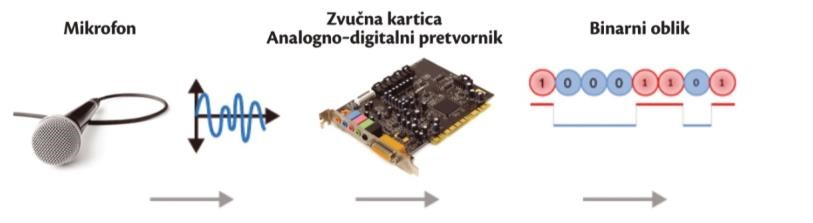 Mikrofon
Zvučna kartica
Analogno-digitalni pretvornik
Binarni oblik
1 0 0 0 1 1 0 1